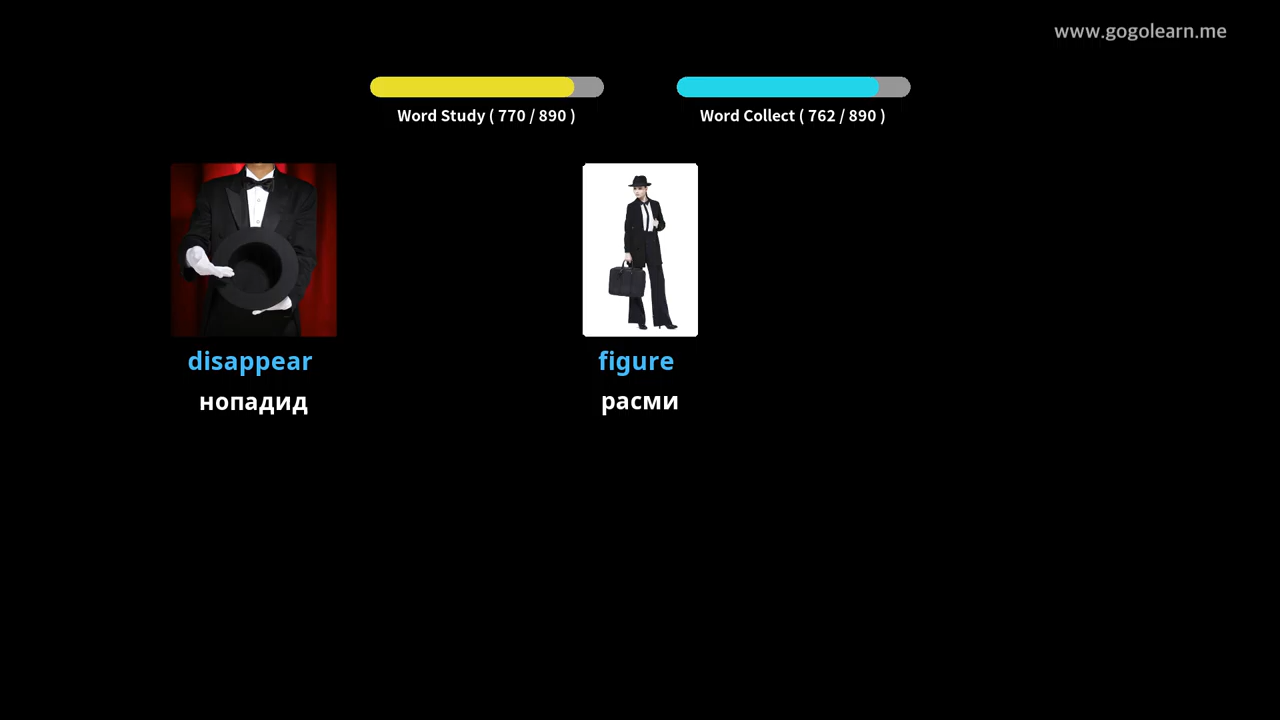 www.gogolearn.me
Word Study ( 770 / 890 )
Word Collect ( 762 / 890 )
disappear
figure
нопадид
расми